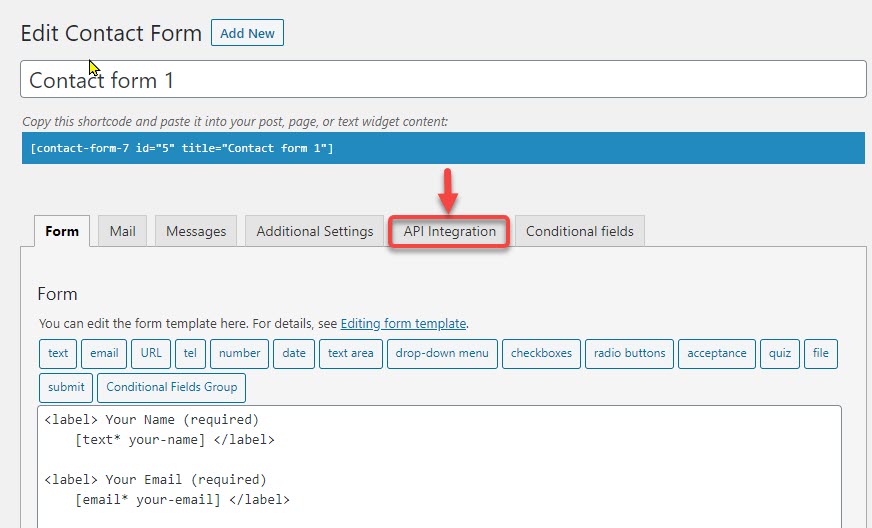 Edit Contact Form Add New
Contact form 1
Copy this shortcode and paste it into your post, page, or text widget content:
[contact-form-7 id="5" title="Contact form 1"]
Form Mail Messages Additional Settings API Integration Conditional fields
Form
You can edit the form template here. For details, see Editing form template.
text email URL tel number date text area drop-down menu checkboxes radio buttons acceptance quiz file
submit Conditional Fields Group
<label> Your Name (required)
[text* your-name] </label>
<label> Your Email (required)
[email* your-email] </label>